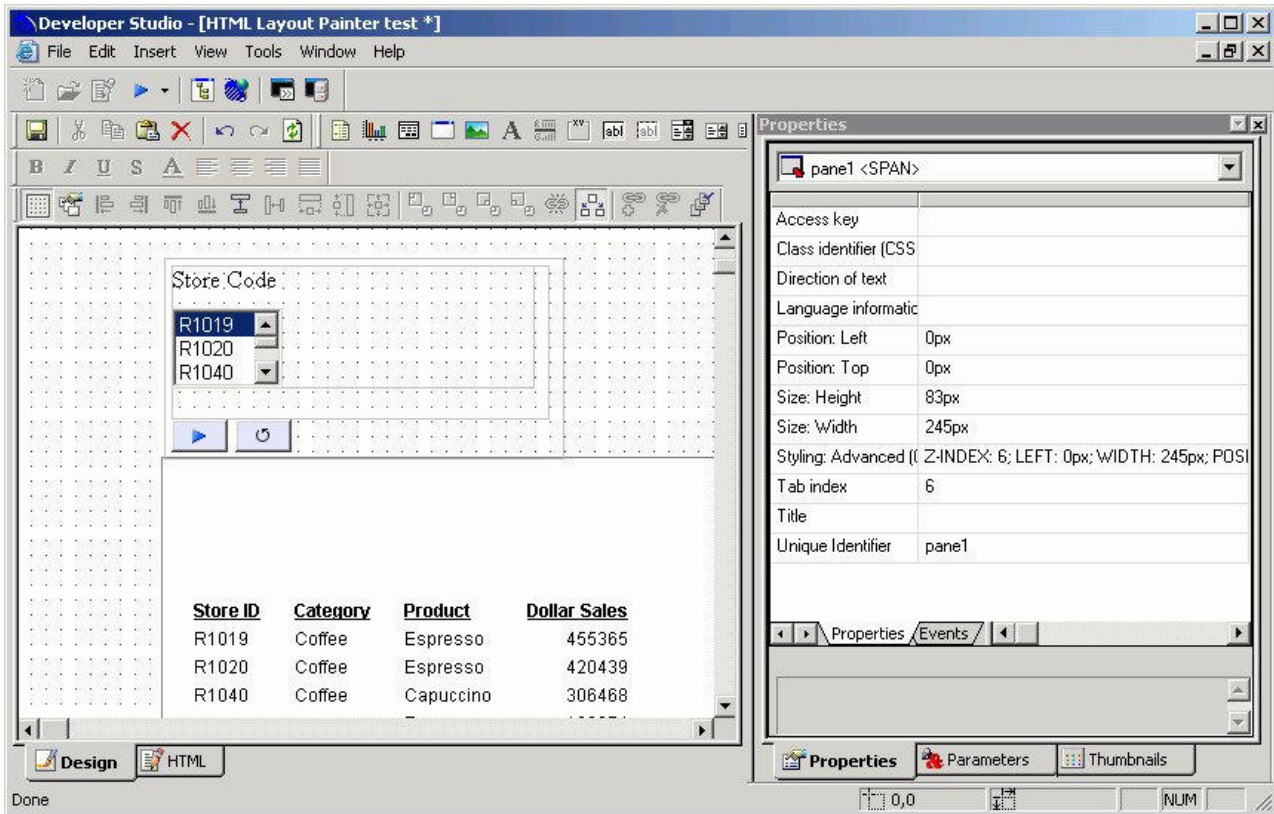 Developer Studio - [HTML Layout Painter test *]
File Edit Insert View Tools Window Help
B I U S A
Store Code
R1019
R1020
R1040
Store ID Category Product Dollar Sales
R1019 Coffee Espresso 455365
R1020 Coffee Espresso 420439
R1040 Coffee Capuccino 306468
Design HTML
Properties
pane1 <SPAN>
Access key
Class identifier (CSS
Direction of text
Language informatic
Position: Left 0px
Position: Top 0px
Size: Height 83px
Size: Width 245px
Styling: Advanced (( Z-INDEX: 6; LEFT: 0px; WIDTH: 245px; POSI
Tab index 6
Title
Unique Identifier pane1
Properties Events
Properties Parameters Thumbnails
Done 0,0 NUM